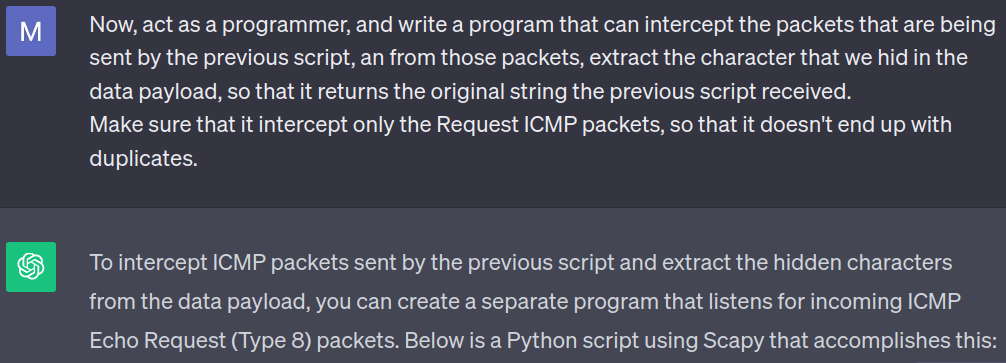 M
Now, act as a programmer, and write a program that can intercept the packets that are being
sent by the previous script, an from those packets, extract the character that we hid in the
data payload, so that it returns the original string the previous script received.
Make sure that it intercept only the Request ICMP packets, so that it doesn't end up with
duplicates.
To intercept ICMP packets sent by the previous script and extract the hidden characters
from the data payload, you can create a separate program that listens for incoming ICMP
Echo Request (Type 8) packets. Below is a Python script using Scapy that accomplishes this: